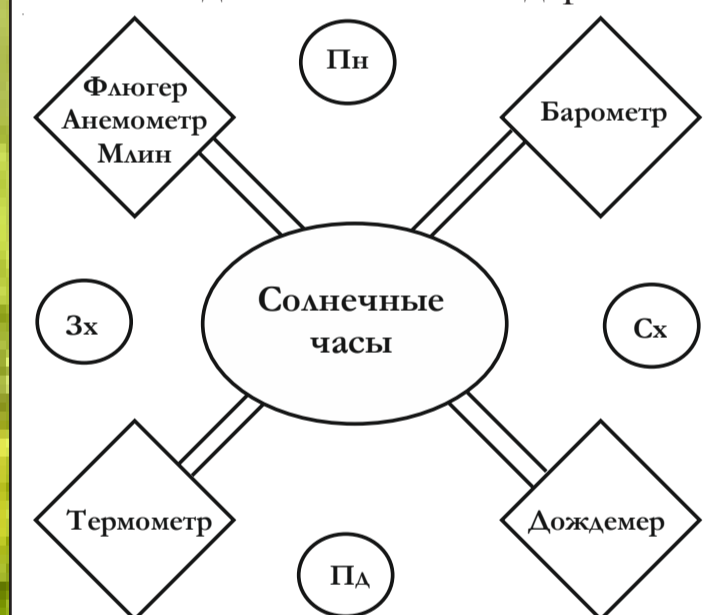 Пн
Флюгер
Анемометр
Млин
Барометр
Солнечные
часы
Зх
Сх
Термометр
Дождемер
Пд